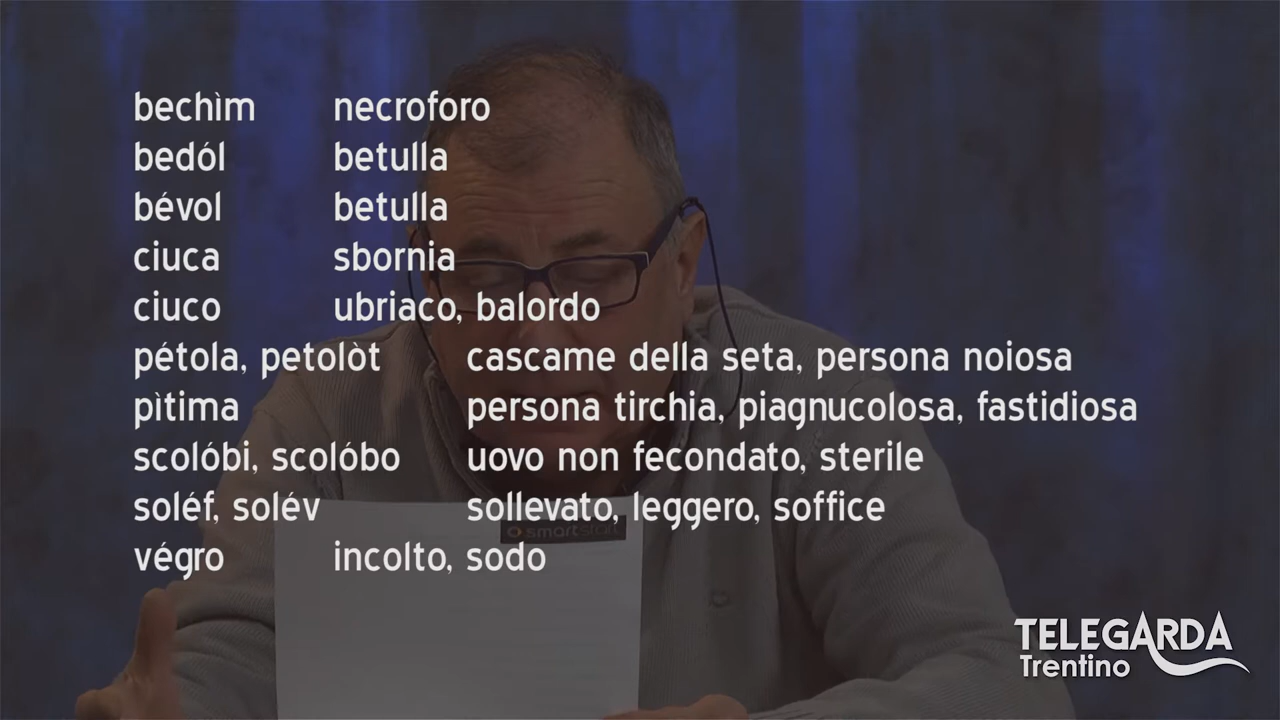 bechìm necroforo
bedól betulla
bévol betulla
ciuca sbornia
ciuco ubriaco, balordo
pétola, petolòt cascame della seta, persona noiosa
pìtima persona tirchia, piagnucolosa, fastidiosa
scolóbi, scolóbo uovo non fecondato, sterile
soléf, solév sollevato, leggero, soffice
smart
végro incolto, sodo
TELEGARDA
Trentino